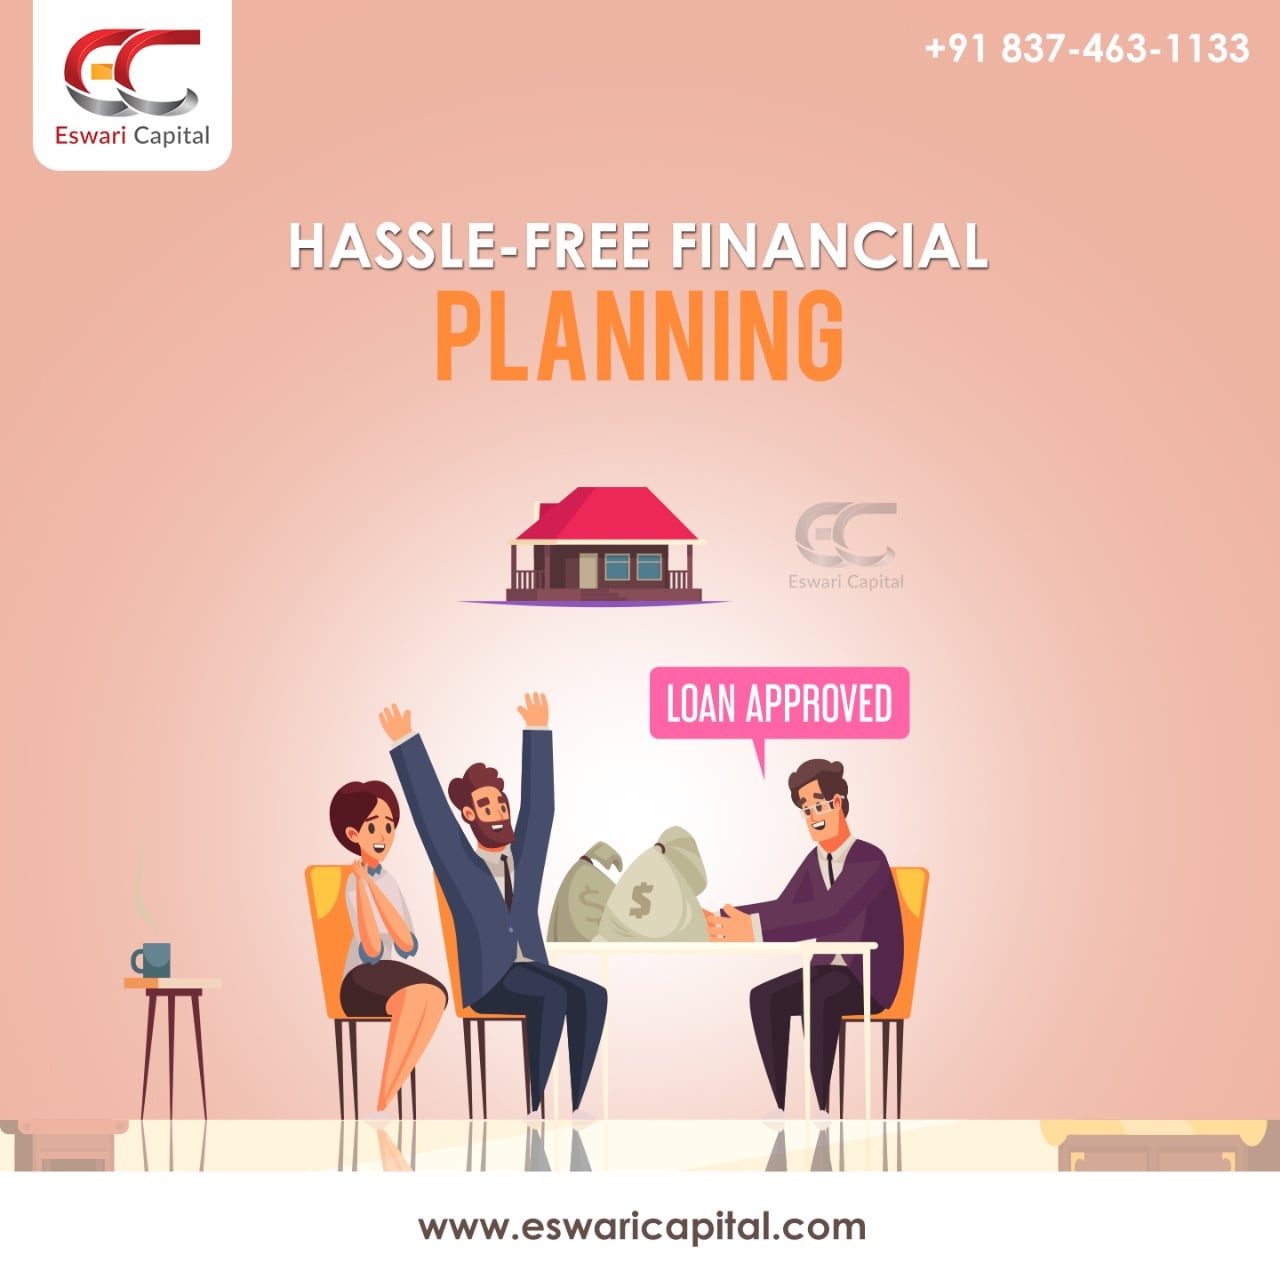 +91 837-463-1133
Eswari Capital
HASSLE-FREE FINANCIAL
PLANNING
Eswari Capital
LOAN APPROVED
$
$
www.eswaricapital.com